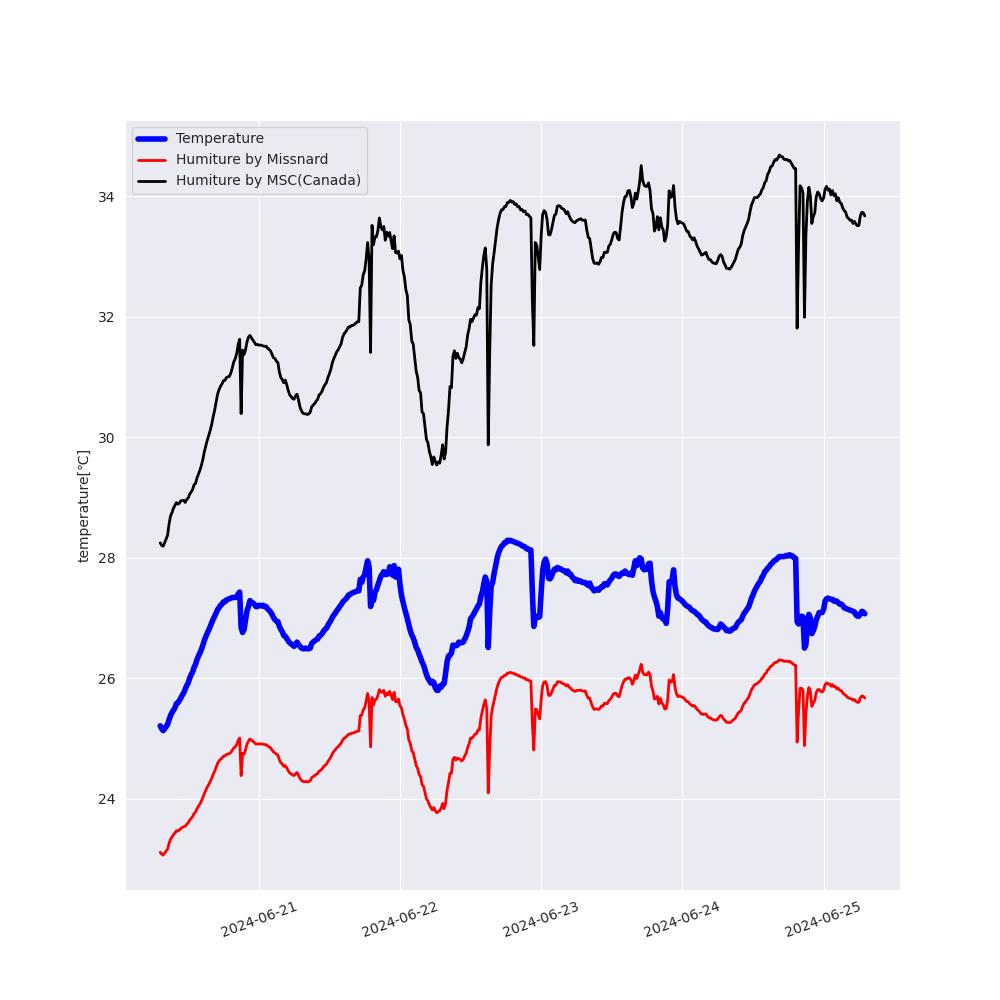 Temperature
Humiture by Missnard
Humiture by MSC(Canada)
34
32
30
28
26
24
temperature[℃]
2024-06-21
2024-06-22
2024-06-23
2024-06-24
2024-06-25